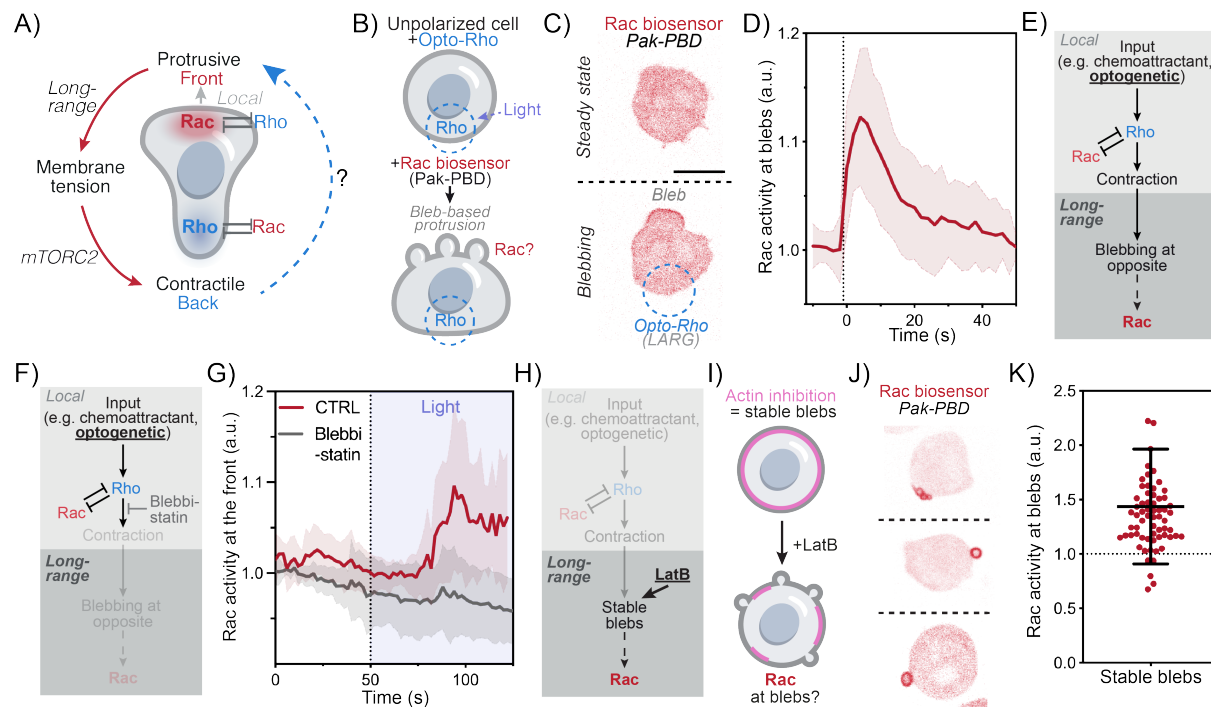 A)
Protrusive
Front
Long-
range
Local
Rac
Rho
Membrane
tension
?
Rho
Rac
mTORC2
Contractile
Back
B)
Unpolarized cell
+Opto-Rho
Rho
Light
+Rac biosensor
(Pak-PBD)
Bleb-based
protrusion
Rac?
Rho
C)
Rac biosensor
Pak-PBD
Steady state
Bleb
Blebbing
Opto-Rho
(LARG)
D)
Rac activity at blebs (a.u.)
1.2
1.1
1.0
0
20
40
Time (s)
E)
Local
Input
(e.g. chemoattractant,
optogenetic)
Rho
Rac
Contraction
Long-
range
Blebbing at
opposite
Rac
F)
Local
Input
(e.g. chemoattractant,
optogenetic)
Rho
Rac
Blebbi-
statin
Contraction
Long-
range
Blebbing at
opposite
Rac
G)
Rac activity at the front (a.u.)
1.2
1.1
1.0
CTRL
Blebbi
-statin
Light
0
50
100
Time (s)
H)
Local
Input
(e.g. chemoattractant,
optogenetic)
Rho
Rac
Contraction
Long-
range
LatB
Stable
blebs
Rac
I)
Actin inhibition
= stable blebs
+LatB
Rac
at blebs?
J)
Rac biosensor
Pak-PBD
K)
Rac activity at blebs (a.u.)
2.5
2.0
1.5
1.0
0.5
0.0
Stable blebs